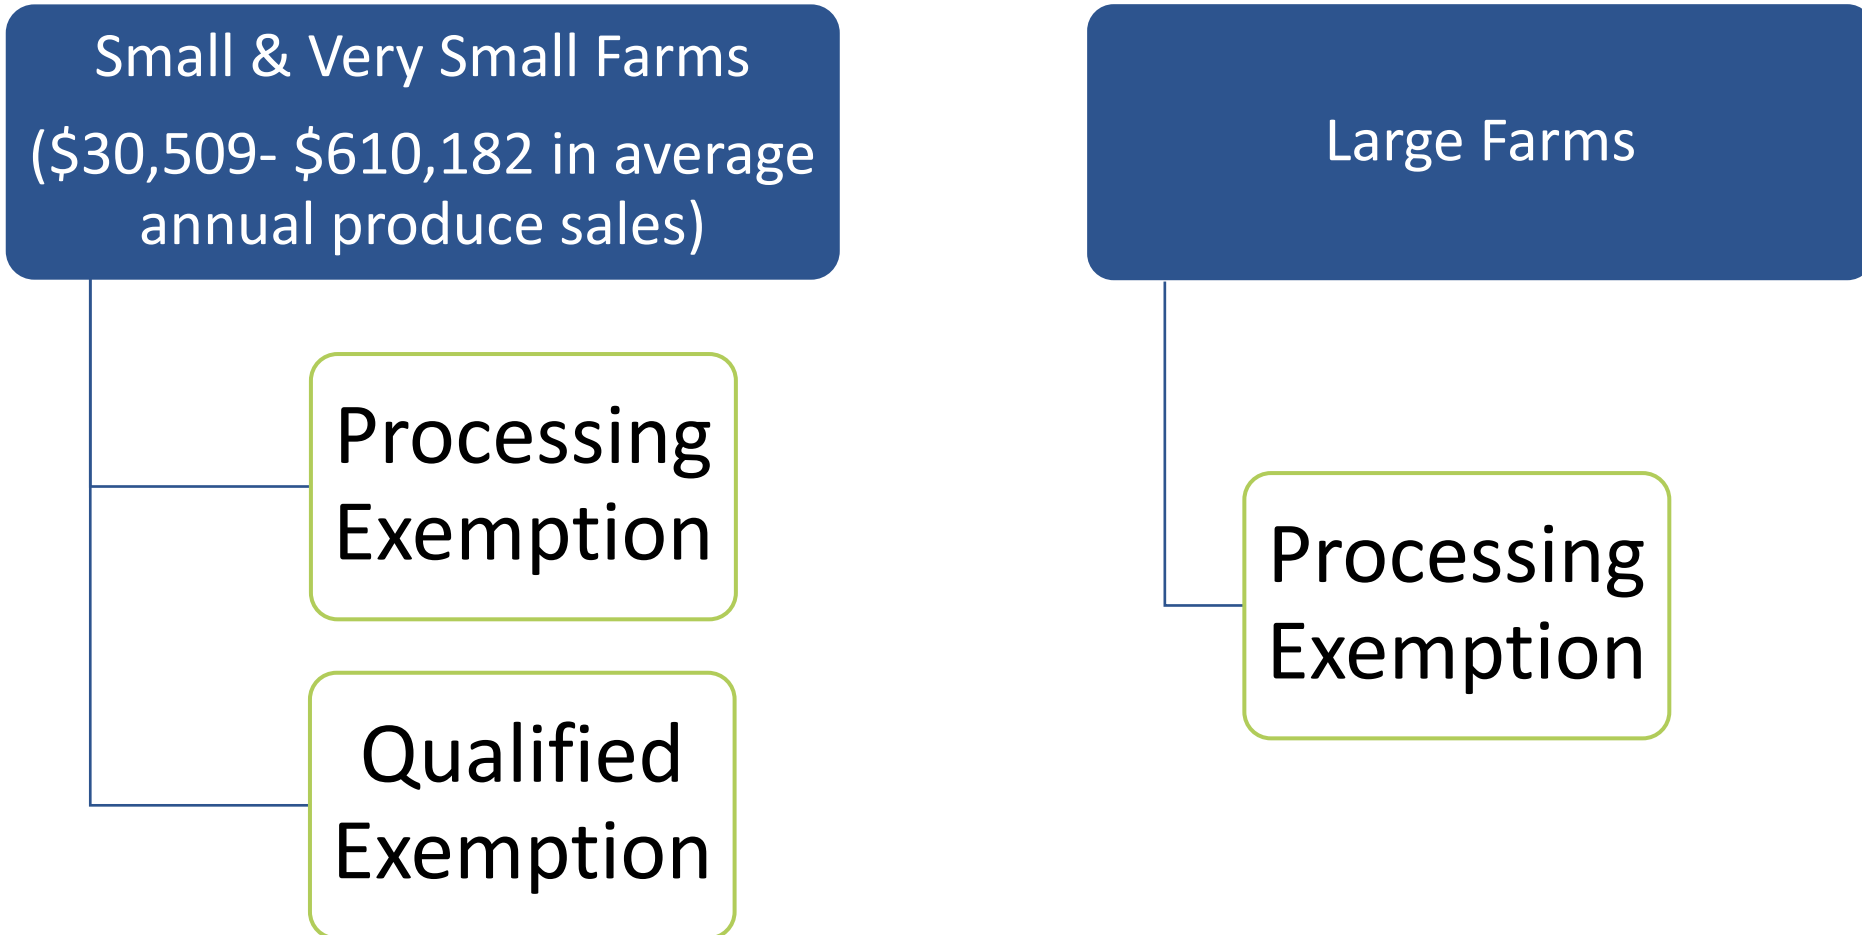 Small & Very Small Farms
($30,509- $610,182 in average
annual produce sales)
Processing
Exemption
Qualified
Exemption
Large Farms
Processing
Exemption